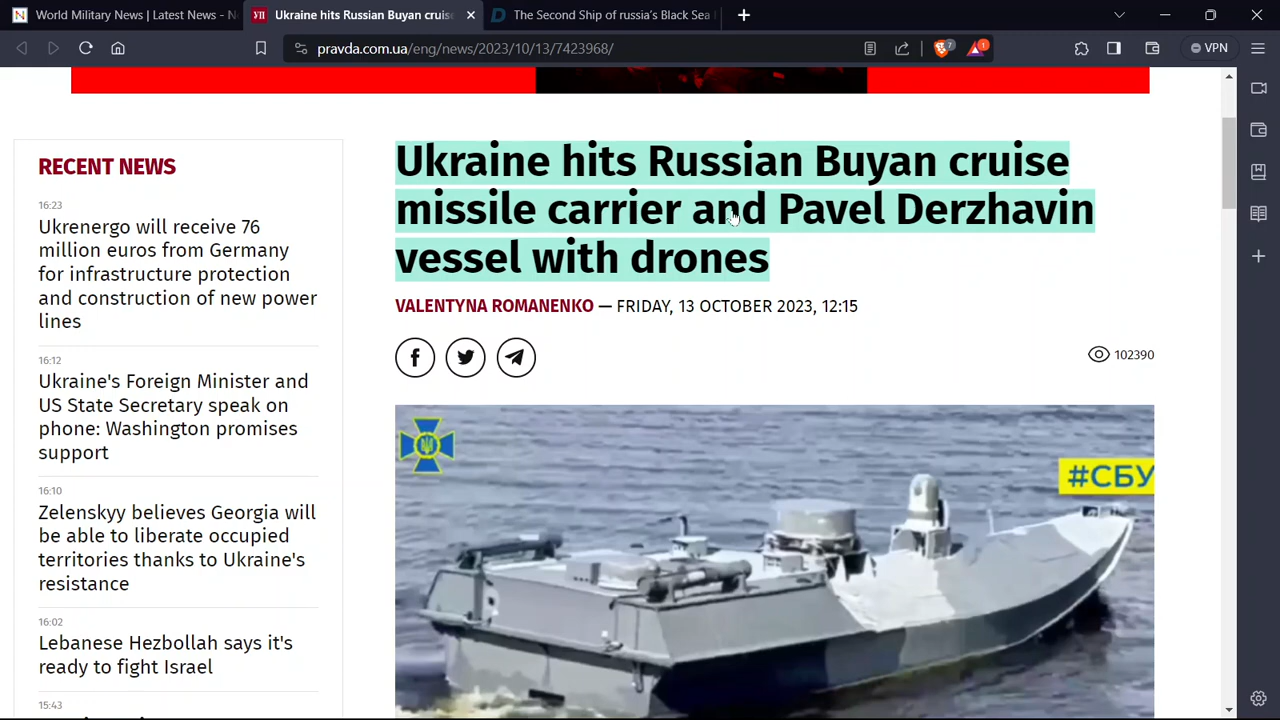 World Military News | Latest News - N
Ukraine hits Russian Buyan cruise
The Second Ship of russia's Black Sea
pravda.com.ua/eng/news/2023/10/13/7423968/
7
1
VPN
RECENT NEWS
16:23
Ukrenergo will receive 76
million euros from Germany
for infrastructure protection
and construction of new power
lines
16:12
Ukraine's Foreign Minister and
US State Secretary speak on
phone: Washington promises
support
16:10
Zelenskyy believes Georgia will
be able to liberate occupied
territories thanks to Ukraine's
resistance
16:02
Lebanese Hezbollah says it's
ready to fight Israel
15:43
Ukraine hits Russian Buyan cruise
missile carrier and Pavel Derzhavin
vessel with drones
VALENTYNA ROMANENKO — FRIDAY, 13 OCTOBER 2023, 12:15
102390
#СБУ